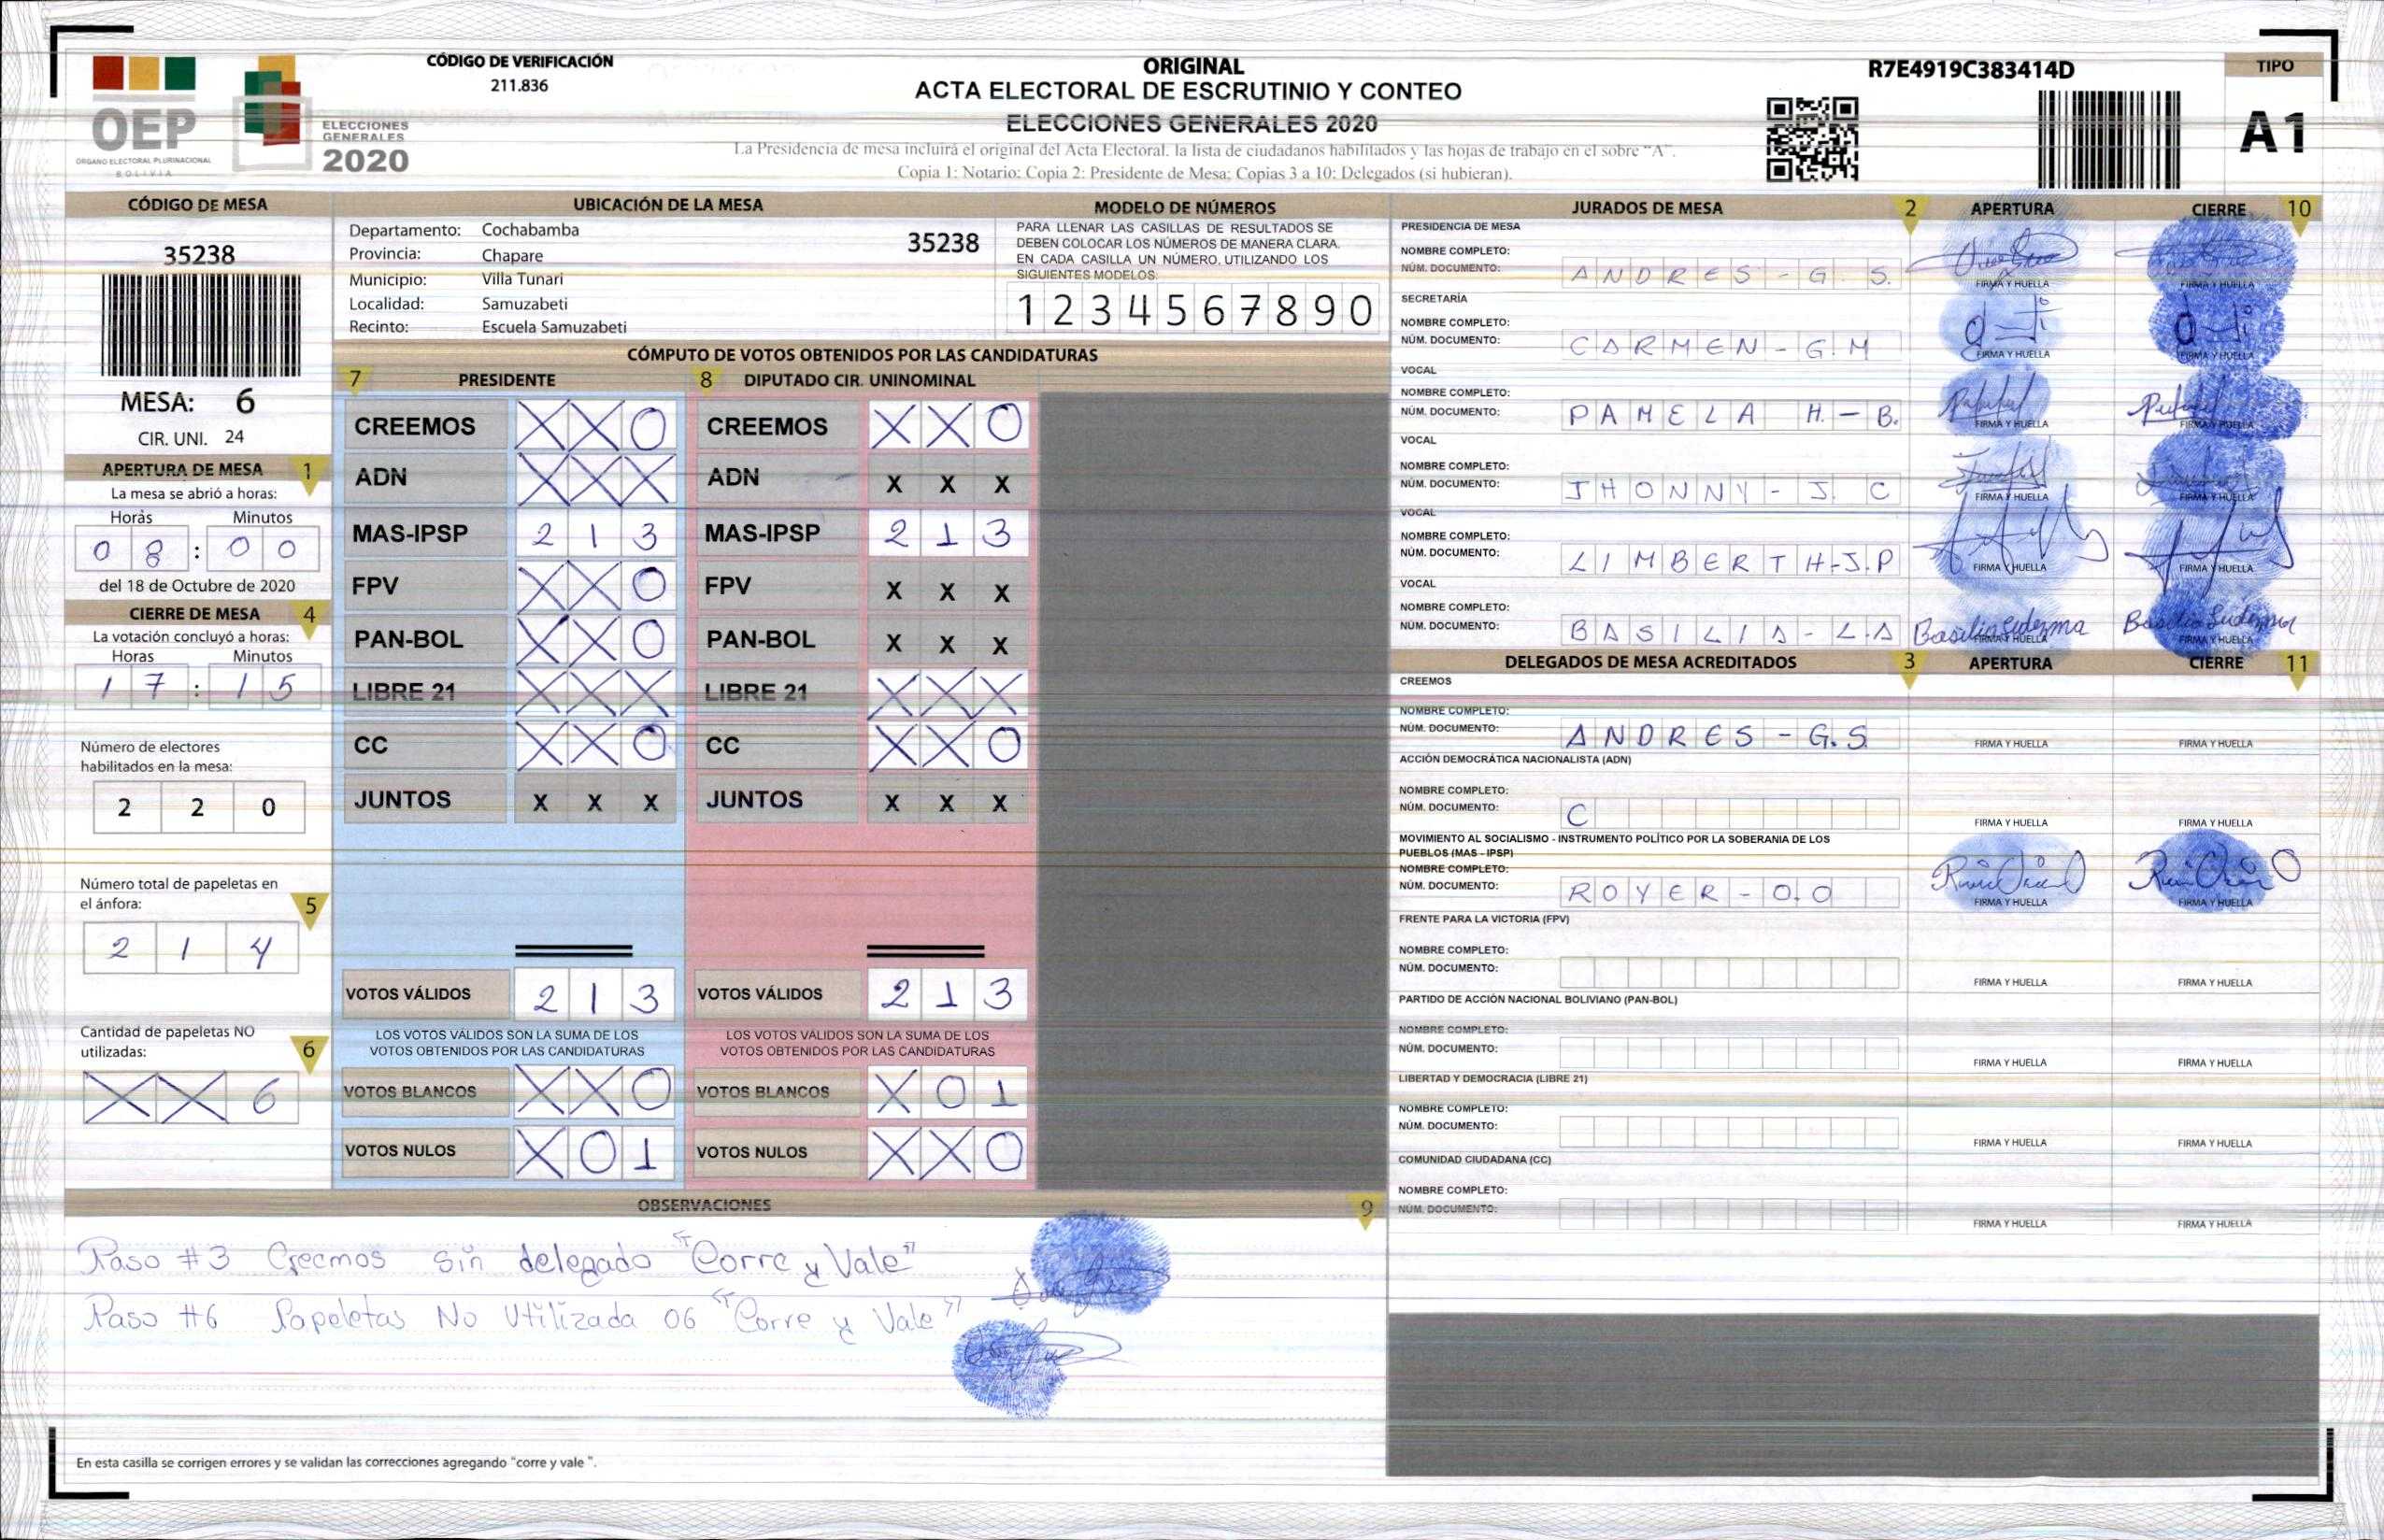 OEP
ÓRGANO ELECTORAL PLURINACIONAL
BOLIVIA
ELECCIONES
GENERALES
2020
CÓDIGO DE VERIFICACIÓN
211.836
ORIGINAL
ACTA ELECTORAL DE ESCRUTINIO Y CONTEO
ELECCIONES GENERALES 2020
La Presidencia de mesa incluirá el original del Acta Electoral, la lista de ciudadanos habilitados y las hojas de trabajo en el sobre "A".
Copia 1: Notario; Copia 2: Presidente de Mesa; Copias 3 a 10: Delegados (si hubieran).
R7E4919C383414D
TIPO
A1
CÓDIGO DE MESA
35238
MESA: 6
CIR. UNI. 24
APERTURA DE MESA 1
La mesa se abrió a horas:
Horas Minutos
0 8 : 0 0
del 18 de Octubre de 2020
CIERRE DE MESA 4
La votación concluyó a horas:
Horas Minutos
1 7 : 1 5
Número de electores
habilitados en la mesa:
2 2 0
Número total de papeletas en
el ánfora: 5
2 1 4
Cantidad de papeletas NO
utilizadas: 6
X X 6
UBICACIÓN DE LA MESA
Departamento: Cochabamba
35238
Provincia: Chapare
Municipio: Villa Tunari
Localidad: Samuzabeti
Recinto: Escuela Samuzabeti
MODELO DE NÚMEROS
PARA LLENAR LAS CASILLAS DE RESULTADOS SE
DEBEN COLOCAR LOS NÚMEROS DE MANERA CLARA.
EN CADA CASILLA UN NÚMERO, UTILIZANDO LOS
SIGUIENTES MODELOS:
1 2 3 4 5 6 7 8 9 0
CÓMPUTO DE VOTOS OBTENIDOS POR LAS CANDIDATURAS
7 PRESIDENTE 8 DIPUTADO CIR. UNINOMINAL
CREEMOS X X 0 CREEMOS X X 0
ADN X X X ADN X X X
MAS-IPSP 2 1 3 MAS-IPSP 2 1 3
FPV X X 0 FPV X X X
PAN-BOL X X 0 PAN-BOL X X X
LIBRE 21 X X X LIBRE 21 X X X
CC X X 0 CC X X 0
JUNTOS X X X JUNTOS X X X
VOTOS VÁLIDOS 2 1 3 VOTOS VÁLIDOS 2 1 3
LOS VOTOS VÁLIDOS SON LA SUMA DE LOS LOS VOTOS VÁLIDOS SON LA SUMA DE LOS
VOTOS OBTENIDOS POR LAS CANDIDATURAS VOTOS OBTENIDOS POR LAS CANDIDATURAS
VOTOS BLANCOS X X 0 VOTOS BLANCOS X 0 1
VOTOS NULOS X 0 1 VOTOS NULOS X X 0
OBSERVACIONES 9
Paso #3 Creemos sin delegado "Corre y Vale"
Paso #6 Papeletas No Utilizada 06 "Corre y Vale"
En esta casilla se corrigen errores y se validan las correcciones agregando "corre y vale ".
JURADOS DE MESA 2 APERTURA CIERRE 10
PRESIDENCIA DE MESA
NOMBRE COMPLETO:
NÚM. DOCUMENTO: ANDRES - G. S.
FIRMA Y HUELLA FIRMA Y HUELLA
SECRETARÍA
NOMBRE COMPLETO:
NÚM. DOCUMENTO: CARMEN - G.M
FIRMA Y HUELLA FIRMA Y HUELLA
VOCAL
NOMBRE COMPLETO:
NÚM. DOCUMENTO: PAMELA H. - B.
FIRMA Y HUELLA FIRMA Y HUELLA
VOCAL
NOMBRE COMPLETO:
NÚM. DOCUMENTO: JHONNY - J. C
FIRMA Y HUELLA FIRMA Y HUELLA
VOCAL
NOMBRE COMPLETO:
NÚM. DOCUMENTO: LIMBERTH-J.P
FIRMA Y HUELLA FIRMA Y HUELLA
VOCAL
NOMBRE COMPLETO:
NÚM. DOCUMENTO: BASILIA - L.A
FIRMA Y HUELLA FIRMA Y HUELLA
DELEGADOS DE MESA ACREDITADOS 3 APERTURA CIERRE 11
CREEMOS
NOMBRE COMPLETO:
NÚM. DOCUMENTO: ANDRES - G.S.
FIRMA Y HUELLA FIRMA Y HUELLA
ACCIÓN DEMOCRÁTICA NACIONALISTA (ADN)
NOMBRE COMPLETO:
NÚM. DOCUMENTO: C
FIRMA Y HUELLA FIRMA Y HUELLA
MOVIMIENTO AL SOCIALISMO - INSTRUMENTO POLÍTICO POR LA SOBERANIA DE LOS
PUEBLOS (MAS - IPSP)
NOMBRE COMPLETO:
NÚM. DOCUMENTO: ROYER - O.O
FIRMA Y HUELLA FIRMA Y HUELLA
FRENTE PARA LA VICTORIA (FPV)
NOMBRE COMPLETO:
NÚM. DOCUMENTO:
FIRMA Y HUELLA FIRMA Y HUELLA
PARTIDO DE ACCIÓN NACIONAL BOLIVIANO (PAN-BOL)
NOMBRE COMPLETO:
NÚM. DOCUMENTO:
FIRMA Y HUELLA FIRMA Y HUELLA
LIBERTAD Y DEMOCRACIA (LIBRE 21)
NOMBRE COMPLETO:
NÚM. DOCUMENTO:
FIRMA Y HUELLA FIRMA Y HUELLA
COMUNIDAD CIUDADANA (CC)
NOMBRE COMPLETO:
NÚM. DOCUMENTO:
FIRMA Y HUELLA FIRMA Y HUELLA